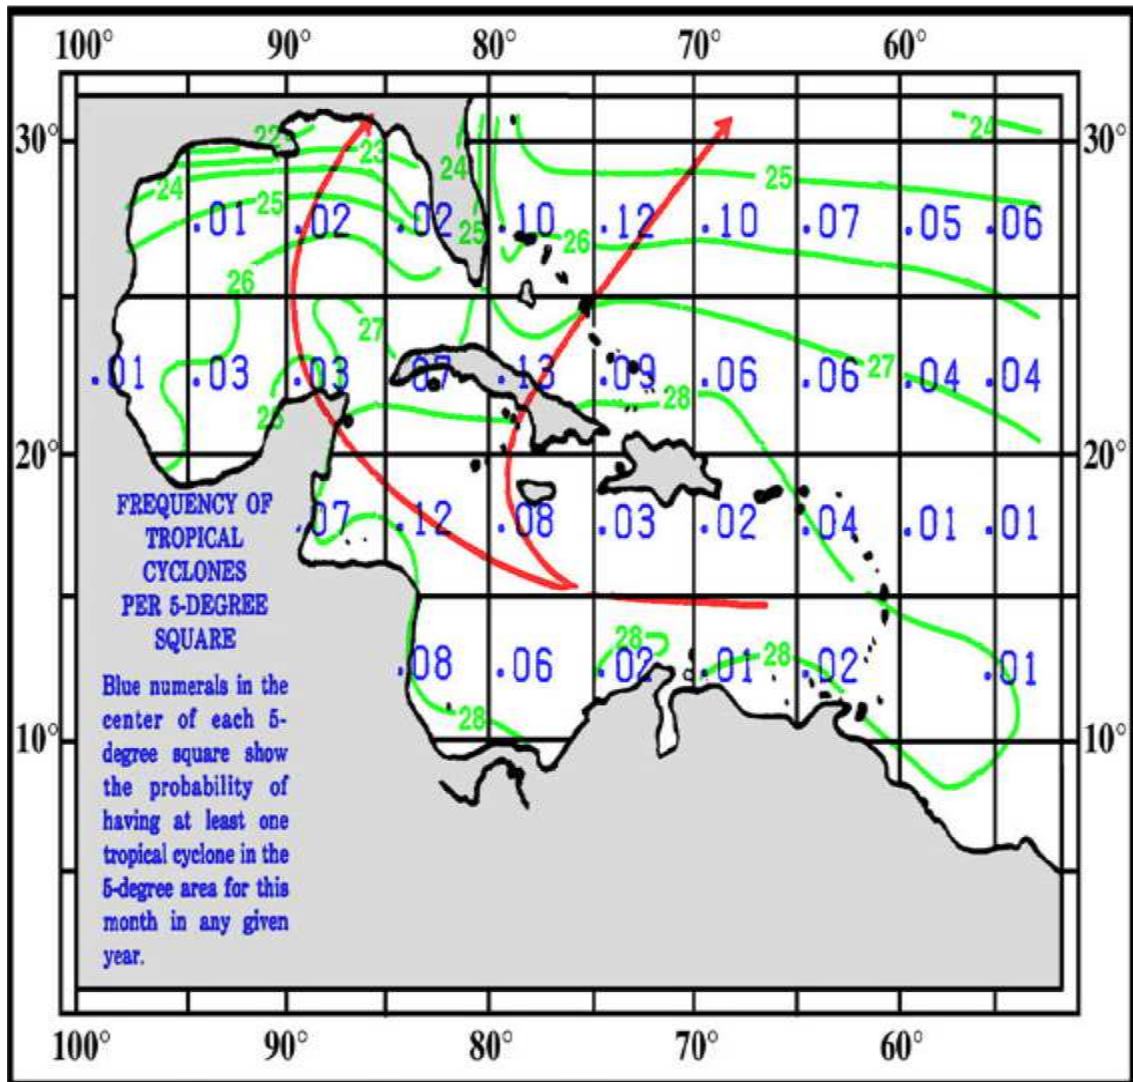 100° 90° 80° 70° 60°
22 24
30° 23 30°
24 24 25
.01 25 .02 .02 25 .10 26 .12 .10 .07 .05 .06
26
27
.01 .03 .03 .07 .13 .09 .06 .06 .04 27 .04
28
20° 20°
FREQUENCY OF
TROPICAL
CYCLONES
PER 5-DEGREE
SQUARE
.07 .12 .08 .03 .02 .04 .01 .01
.08 .06 28 .02 .01 28 .02 .01
Blue numerals in the
center of each 5-
degree square show
the probability of
having at least one
tropical cyclone in the
5-degree area for this
month in any given
year.
28
10° 10°
100° 90° 80° 70° 60°